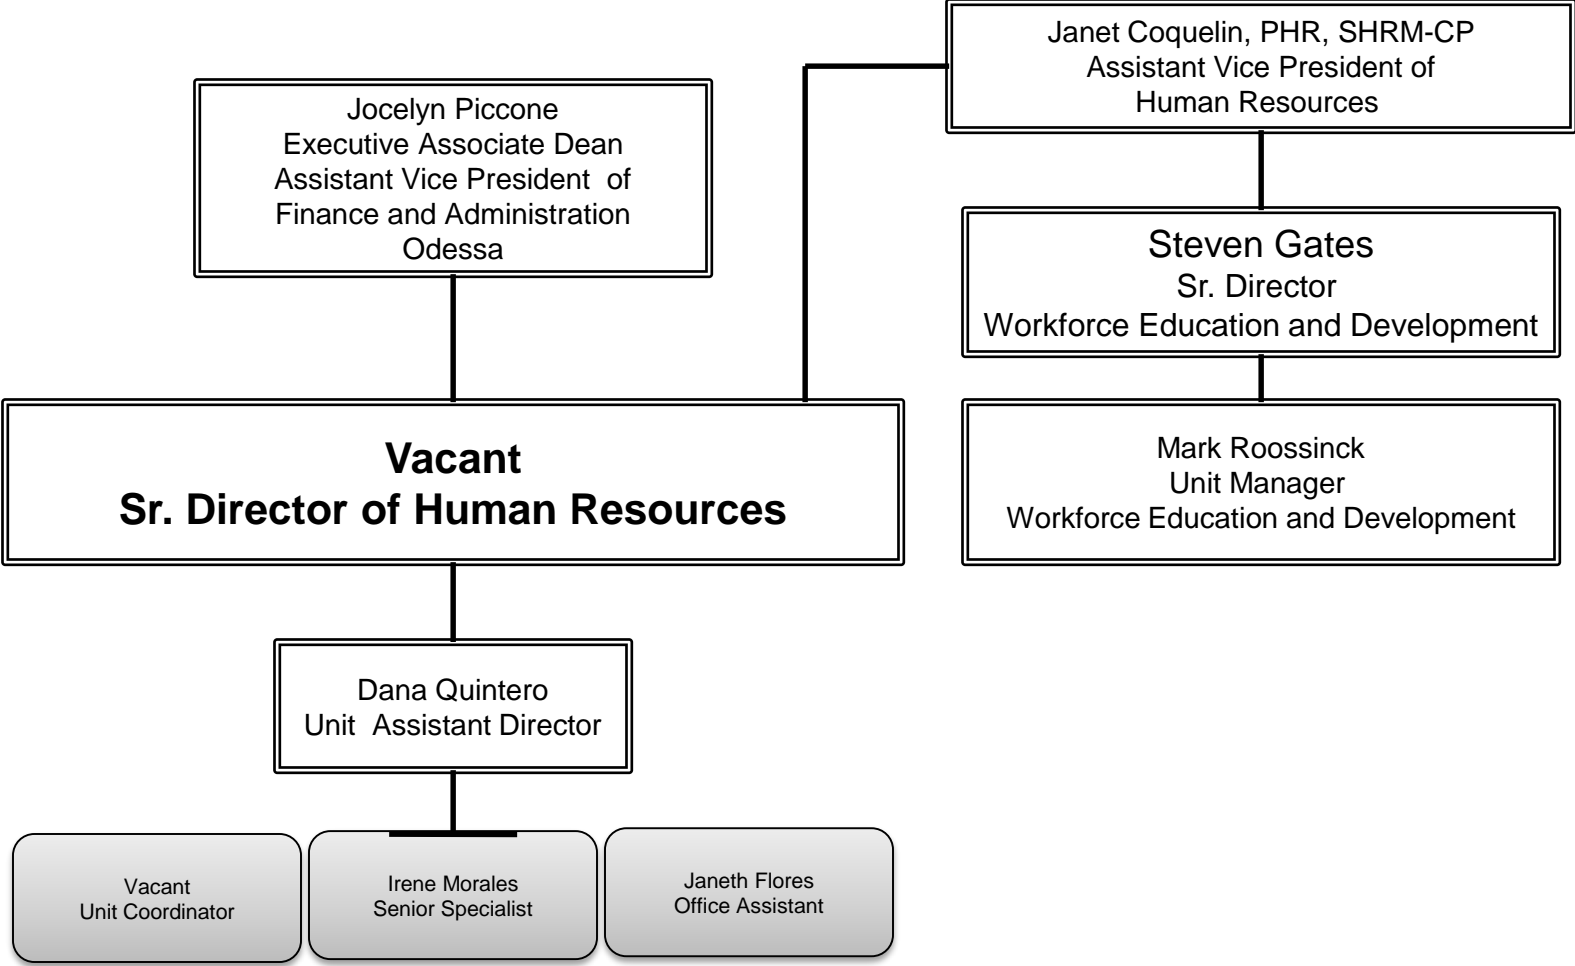 Janet Coquelin, PHR, SHRM-CP
Assistant Vice President of
Human Resources
Jocelyn Piccone
Executive Associate Dean
Assistant Vice President  of
Finance and Administration
Odessa
Steven Gates
Sr. Director
Workforce Education and Development
Vacant
Sr. Director of Human Resources
Mark Roossinck
Unit Manager
Workforce Education and Development
Dana Quintero
Unit  Assistant Director
Vacant
Unit Coordinator
Irene Morales
Senior Specialist
Janeth Flores
Office Assistant